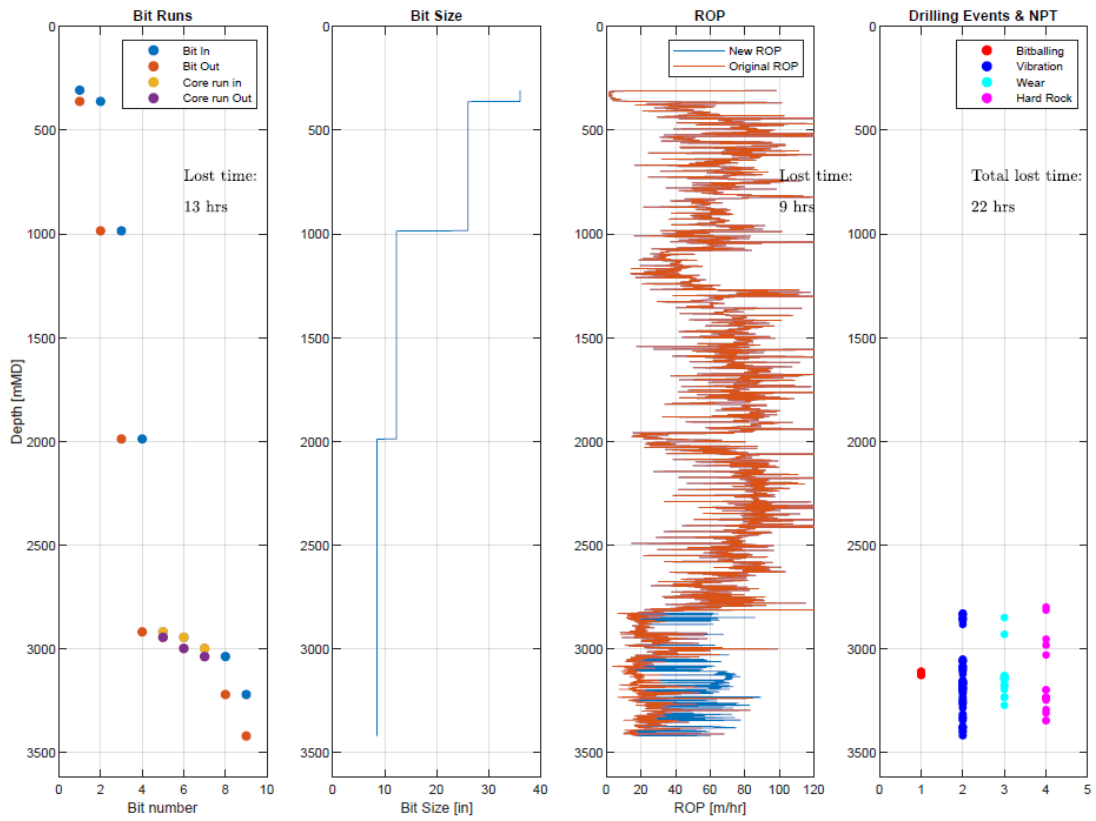 Bit Runs
Bit Size
ROP
Drilling Events & NPT
Bit In
Bit Out
Core run in
Core run Out
New ROP
Original ROP
Bitballing
Vibration
Wear
Hard Rock
Lost time:
13 hrs
Lost time:
9 hrs
Total lost time:
22 hrs
Depth [mMD]
0
500
1000
1500
2000
2500
3000
3500
0 2 4 6 8 10
Bit number
0
500
1000
1500
2000
2500
3000
3500
0 10 20 30 40
Bit Size [in]
0
500
1000
1500
2000
2500
3000
3500
0 20 40 60 80 100 120
ROP [m/hr]
0
500
1000
1500
2000
2500
3000
3500
0 1 2 3 4 5